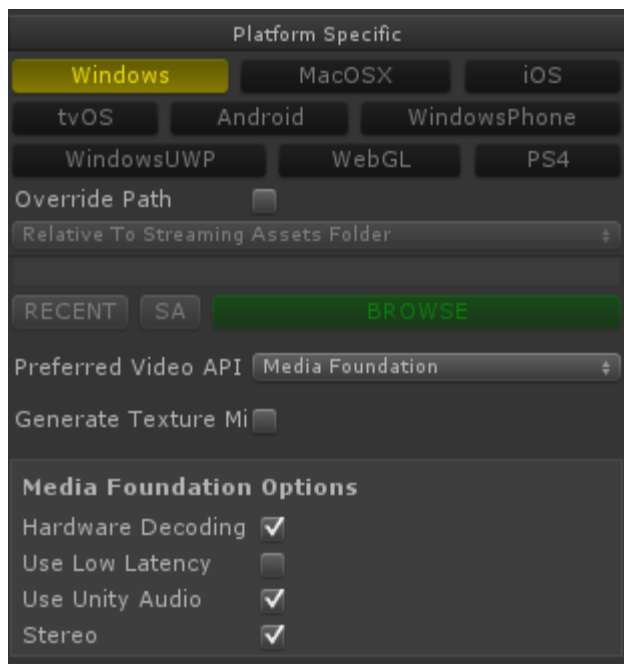 Platform Specific
Windows MacOSX iOS
tvOS Android WindowsPhone
WindowsUWP WebGL PS4
Override Path
Relative To Streaming Assets Folder
RECENT SA BROWSE
Preferred Video API Media Foundation
Generate Texture Mi
Media Foundation Options
Hardware Decoding
Use Low Latency
Use Unity Audio
Stereo